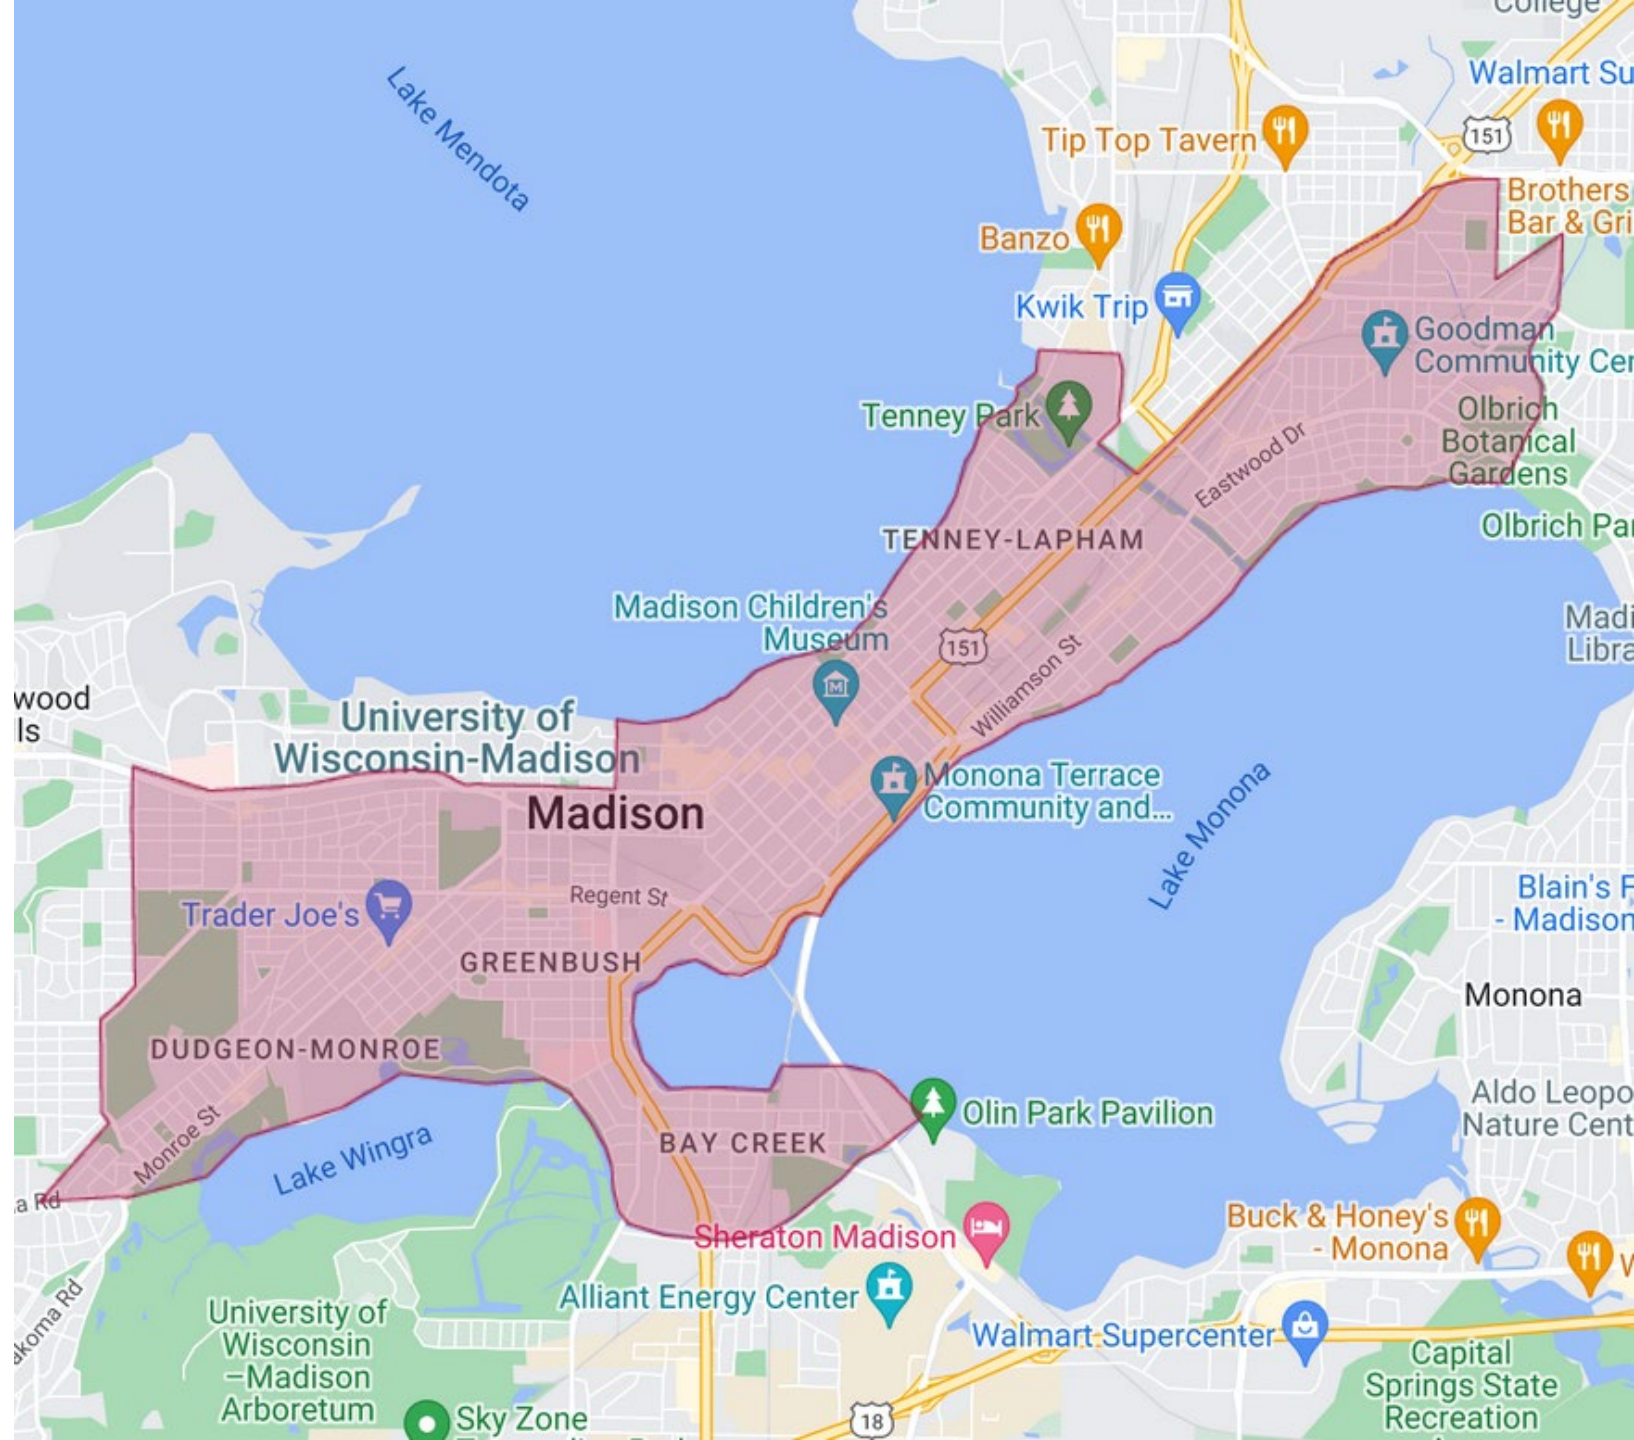 College
Walmart Su
151
Tip Top Tavern
Lake Mendota
Brothers
Bar & Gri
Banzo
Kwik Trip
Goodman
Community Cen
Tenney Park
Olbrich
Botanical
Gardens
Eastwood Dr
Olbrich Par
TENNEY-LAPHAM
Madison Children's
Museum
151
Williamson St
Madi
Libra
wood
ls
University of
Wisconsin-Madison
Madison
Monona Terrace
Community and...
Lake Monona
Regent St
Trader Joe's
Blain's F
- Madison
GREENBUSH
Monona
DUDGEON-MONROE
Monroe St
Lake Wingra
BAY CREEK
Olin Park Pavilion
Aldo Leopo
Nature Cent
a Rd
Sheraton Madison
Buck & Honey's
- Monona
W
Alliant Energy Center
akoma Rd
University of
Wisconsin
–Madison
Arboretum
Walmart Supercenter
Capital
Springs State
Recreation
18
Sky Zone